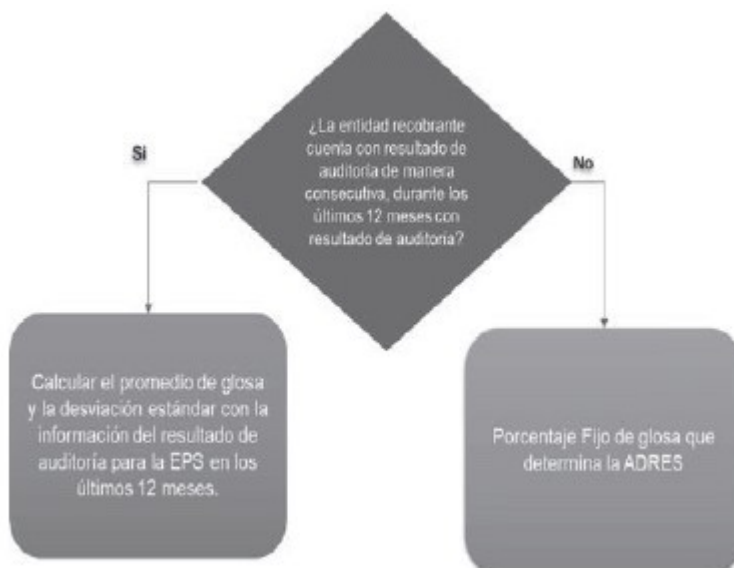 ¿La entidad recobrante
cuenta con resultado de
auditoría de manera
consecutiva, durante los
últimos 12 meses con
resultado de auditoría?
Si
No
Calcular el promedio de glosa
y la desviación estándar con la
información del resultado de
auditoría para la EPS en los
últimos 12 meses.
Porcentaje Fijo de glosa que
determina la ADRES